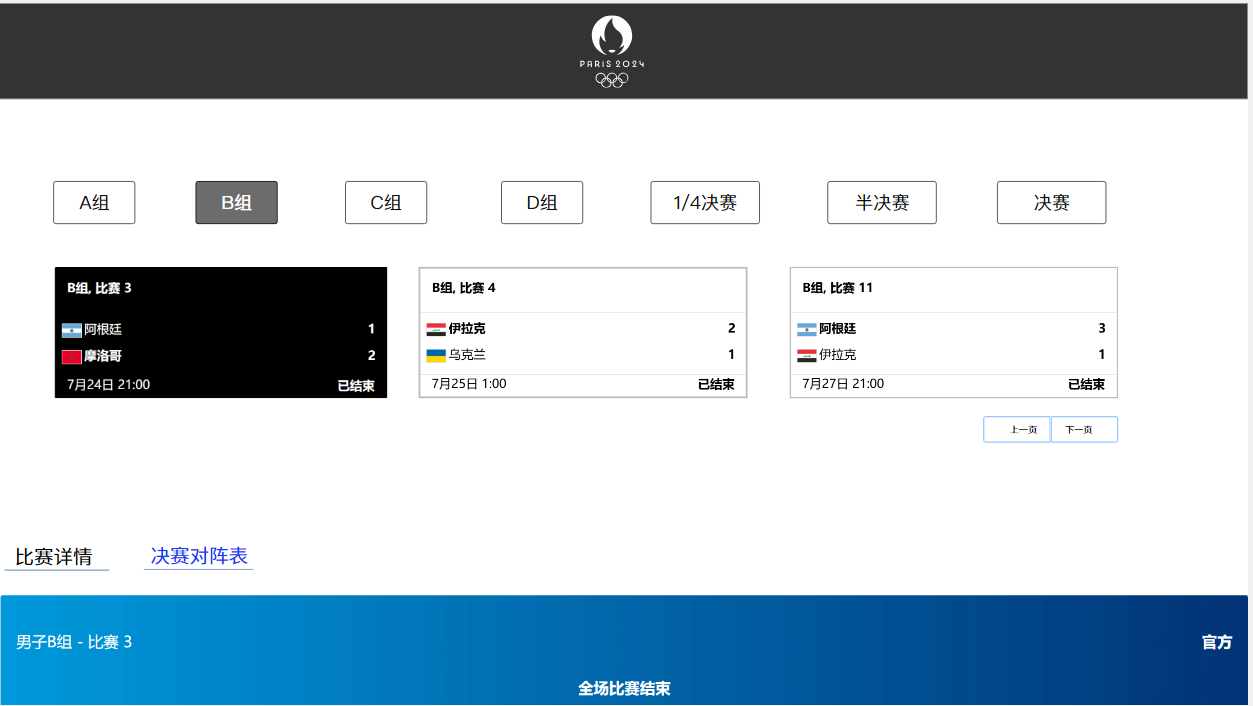 PARIS 2024
A组 B组 C组 D组 1/4决赛 半决赛 决赛
B组, 比赛 3
阿根廷 1
摩洛哥 2
7月24日 21:00 已结束
B组, 比赛 4
伊拉克 2
乌克兰 1
7月25日 1:00 已结束
B组, 比赛 11
阿根廷 3
伊拉克 1
7月27日 21:00 已结束
上一页 下一页
比赛详情 决赛对阵表
男子B组 - 比赛 3 官方
全场比赛结束